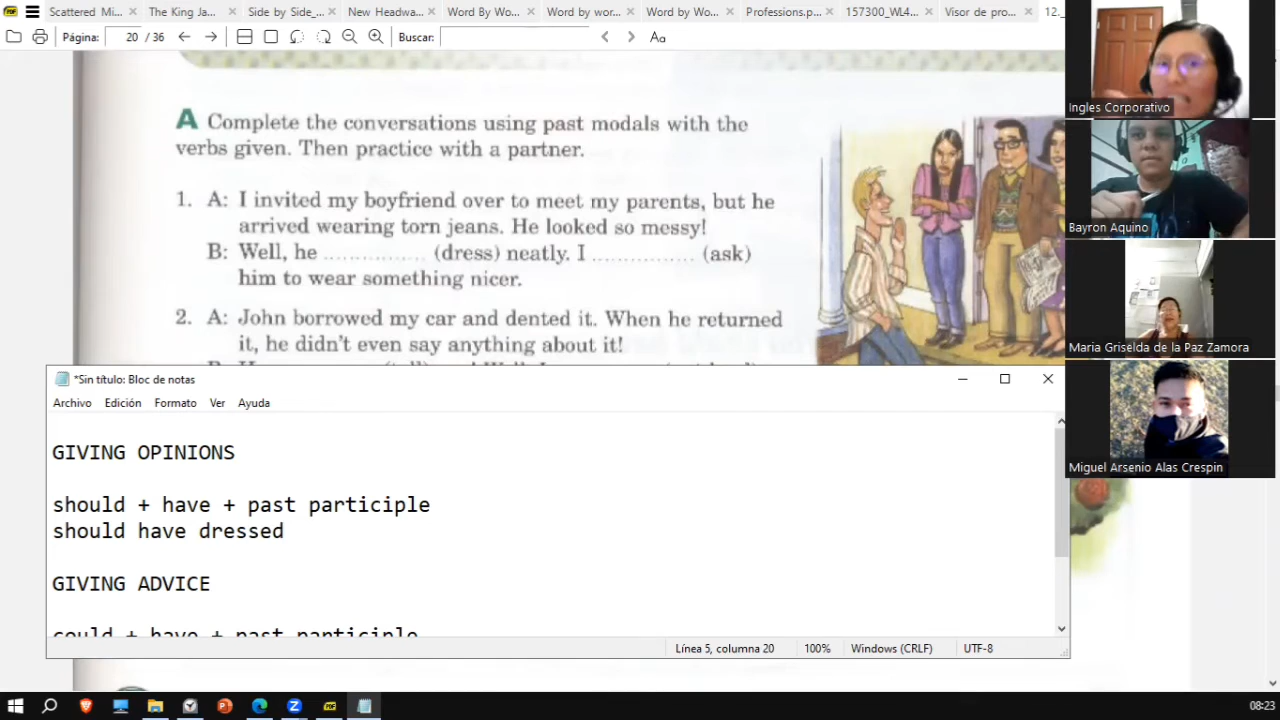 Scattered Mi... The King Ja... Side by Side_... New Headwa... Word By Wo... Word by wor... Word by Wo... Professions.p... 157300_WL4... Visor de pro... 12.
Página: 20 / 36 Buscar: Aa
A Complete the conversations using past modals with the
verbs given. Then practice with a partner.
1. A: I invited my boyfriend over to meet my parents, but he
arrived wearing torn jeans. He looked so messy!
B: Well, he ................ (dress) neatly. I ................ (ask)
him to wear something nicer.
2. A: John borrowed my car and dented it. When he returned
it, he didn't even say anything about it!
*Sin título: Bloc de notas
Archivo Edición Formato Ver Ayuda
GIVING OPINIONS
should + have + past participle
should have dressed
GIVING ADVICE
could + have + past participle
Línea 5, columna 20 100% Windows (CRLF) UTF-8
Ingles Corporativo
Bayron Aquino
Maria Griselda de la Paz Zamora
Miguel Arsenio Alas Crespin
08:23